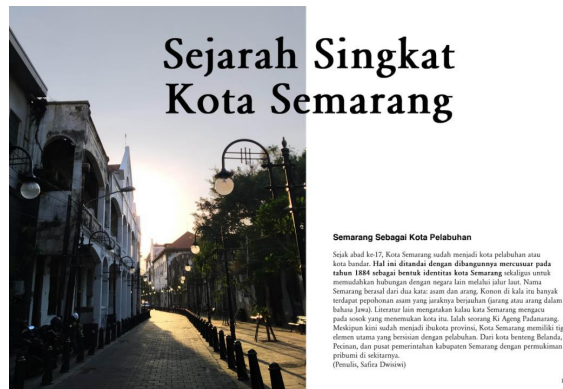 Sejarah Singkat
Kota Semarang
Semarang Sebagai Kota Pelabuhan
Sejak abad ke-17, Kota Semarang sudah menjadi kota pelabuhan atau
kota bandar. Hal ini ditandai dengan dibangunnya mercusuar pada
tahun 1884 sebagai bentuk identitas kota Semarang sekaligus untuk
memudahkan hubungan dengan negara lain melalui jalur laut. Nama
Semarang berasal dari dua kata: asam dan arang. Konon di kala itu banyak
terdapat pepohonan asam yang jaraknya berjauhan (jarang atau arang dalam
bahasa Jawa). Literatur lain mengatakan kalau kata Semarang mengacu
pada sosok yang menemukan kota itu. Ialah seorang Ki Ageng Padanarang.
Meskipun kini sudah menjadi ibukota provinsi, Kota Semarang memiliki tig
elemen utama yang bersisian dengan pelabuhan. Dari kota benteng Belanda,
Pecinan, dan pusat pemerintahan kabupaten Semarang dengan permukiman
pribumi di sekitarnya.
(Penulis, Safira Dwisiwi)